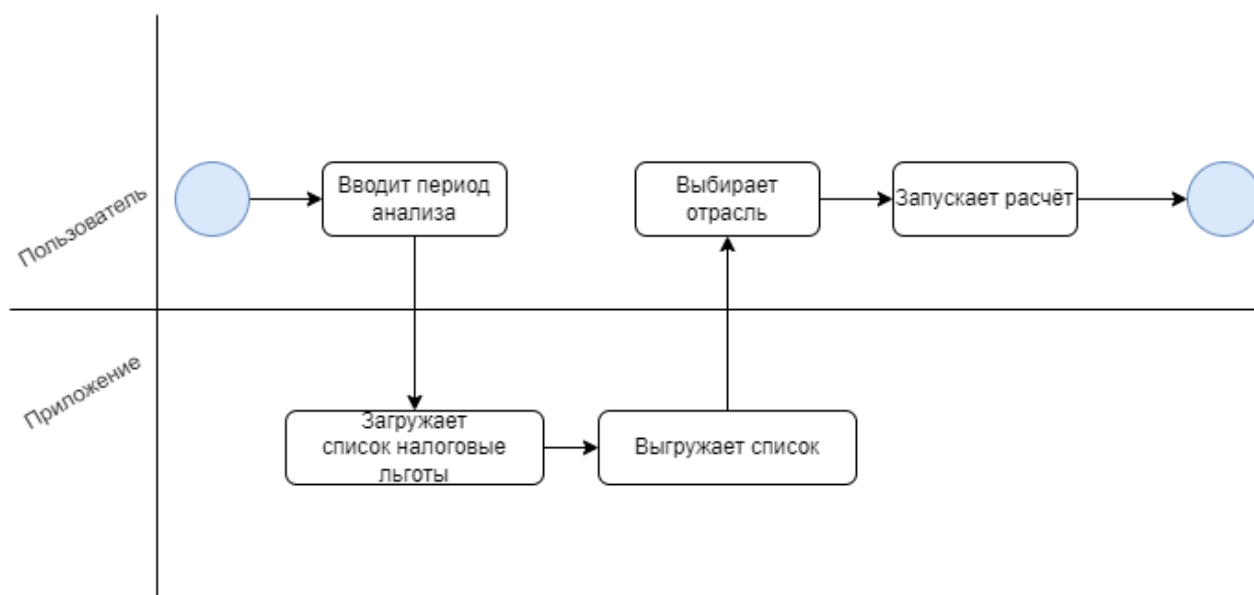 Пользователь
Вводит период
анализа
Выбирает
отрасль
Запускает расчёт
Приложение
Загружает
список налоговые
льготы
Выгружает список